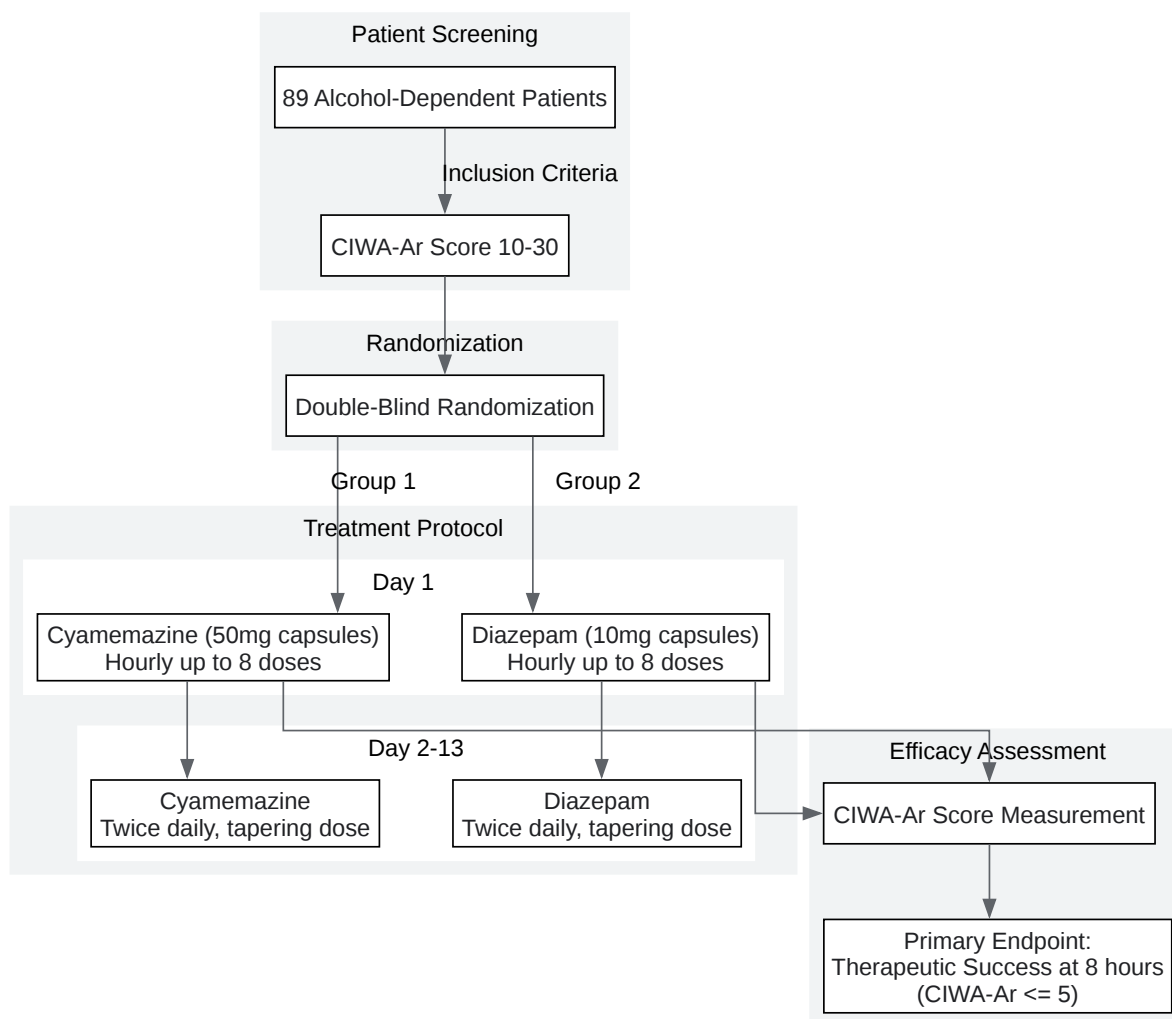 Patient Screening
89 Alcohol-Dependent Patients
Inclusion Criteria
CIWA-Ar Score 10-30
Randomization
Double-Blind Randomization
Group 1
Group 2
Treatment Protocol
Day 1
Cyamemazine (50mg capsules)
Hourly up to 8 doses
Diazepam (10mg capsules)
Hourly up to 8 doses
Day 2-13
Cyamemazine
Twice daily, tapering dose
Diazepam
Twice daily, tapering dose
Efficacy Assessment
CIWA-Ar Score Measurement
Primary Endpoint:
Therapeutic Success at 8 hours
(CIWA-Ar <= 5)